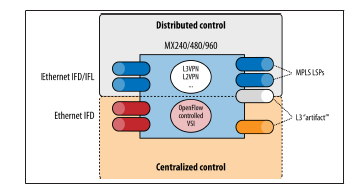 Distributed control
MX240/480/960
L3VPN
L2VPN
...
Ethernet IFD/IFL
MPLS LSPs
Ethernet IFD
OpenFlow
controlled
VSI
L3 "artifact"
Centralized control